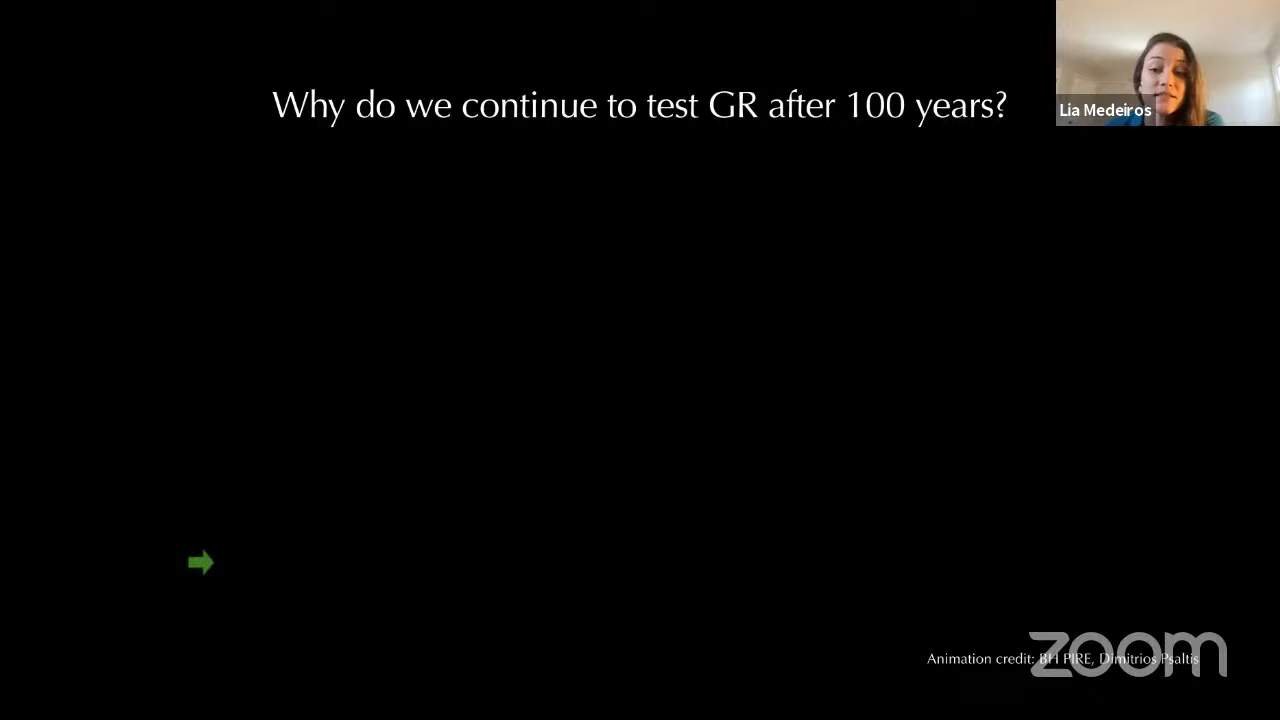 Why do we continue to test GR after 100 years?
Lia Medeiros
Animation credit: BH PIRE, Dimitrios Psaltis
zoom